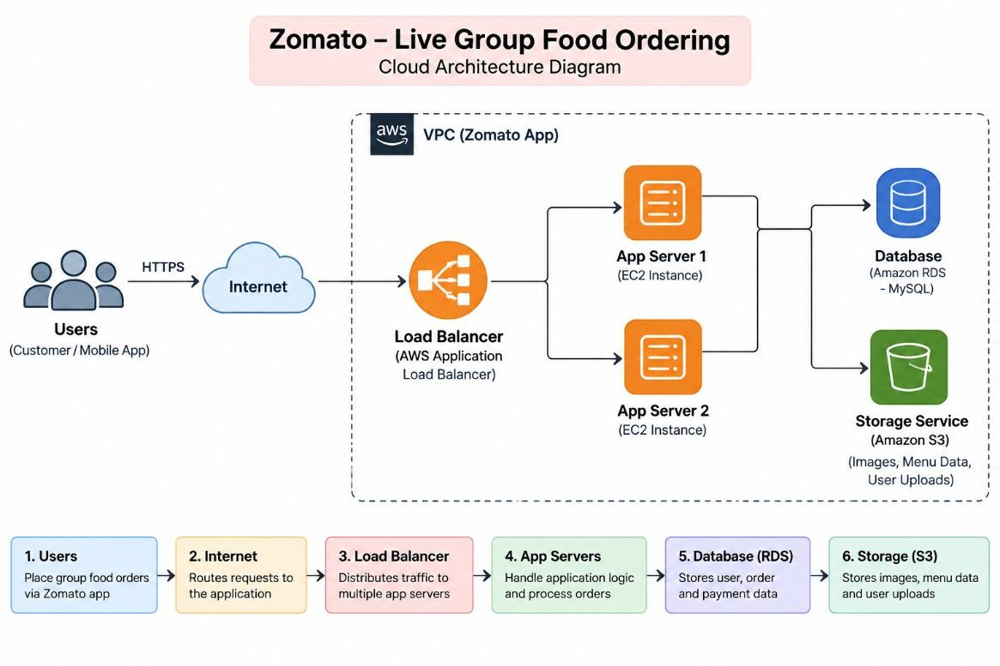 Zomato – Live Group Food Ordering
Cloud Architecture Diagram
aws
VPC (Zomato App)
HTTPS
Internet
Users
(Customer / Mobile App)
Load Balancer
(AWS Application
Load Balancer)
App Server 1
(EC2 Instance)
App Server 2
(EC2 Instance)
Database
(Amazon RDS
- MySQL)
Storage Service
(Amazon S3)
(Images, Menu Data,
User Uploads)
1. Users
Place group food orders
via Zomato app
2. Internet
Routes requests to
the application
3. Load Balancer
Distributes traffic to
multiple app servers
4. App Servers
Handle application logic
and process orders
5. Database (RDS)
Stores user, order
and payment data
6. Storage (S3)
Stores images, menu data
and user uploads